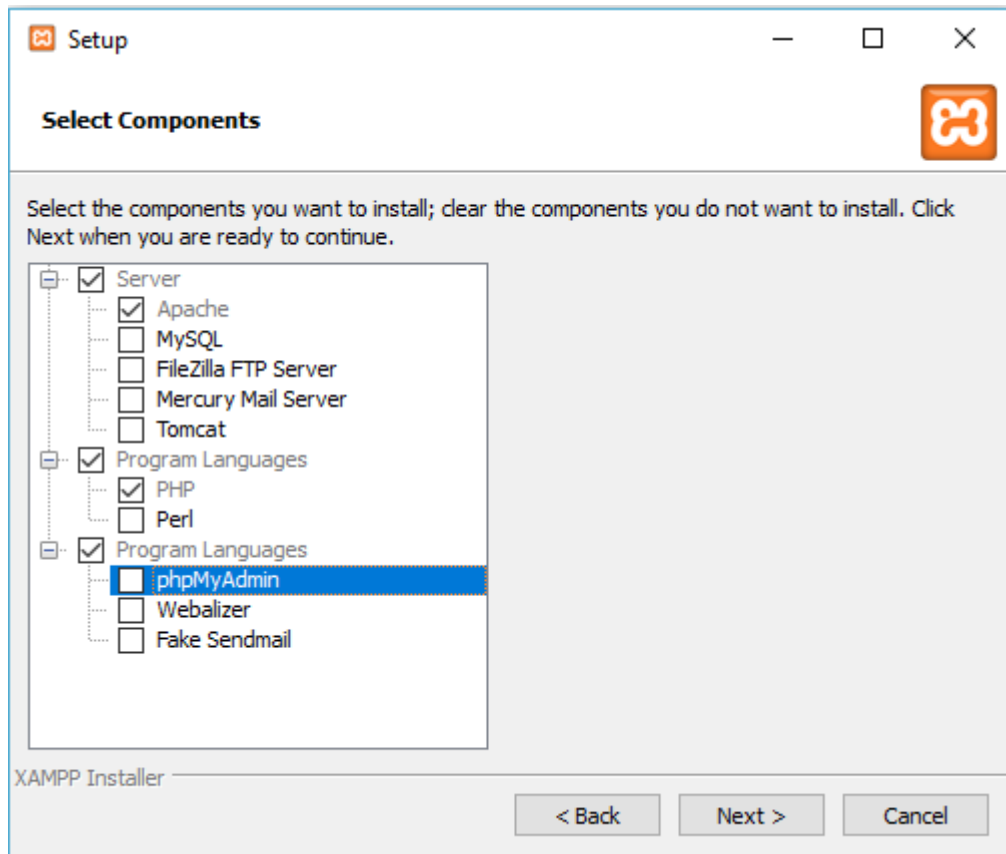 Setup
Select Components
Select the components you want to install; clear the components you do not want to install. Click
Next when you are ready to continue.
Server
Apache
MySQL
FileZilla FTP Server
Mercury Mail Server
Tomcat
Program Languages
PHP
Perl
Program Languages
phpMyAdmin
Webalizer
Fake Sendmail
XAMPP Installer
< Back
Next >
Cancel